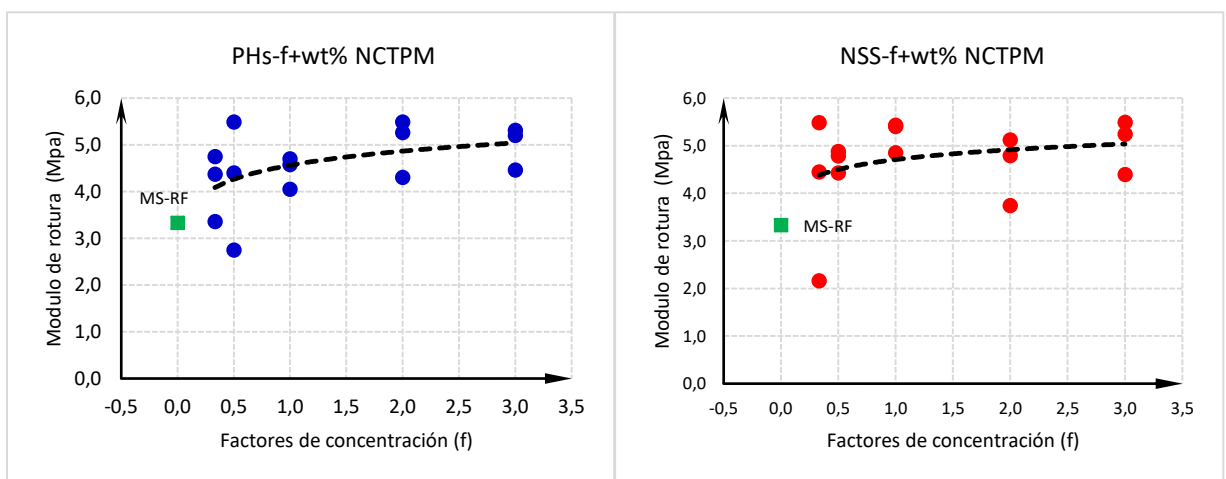 PHs-f+wt% NCTPM
Modulo de rotura (Mpa)
6,0
5,0
4,0
3,0
2,0
1,0
0,0
MS-RF
-0,5 0,0 0,5 1,0 1,5 2,0 2,5 3,0 3,5
Factores de concentración (f)
NSS-f+wt% NCTPM
Modulo de rotura (Mpa)
6,0
5,0
4,0
3,0
2,0
1,0
0,0
MS-RF
-0,5 0,0 0,5 1,0 1,5 2,0 2,5 3,0 3,5
Factores de concentración (f)